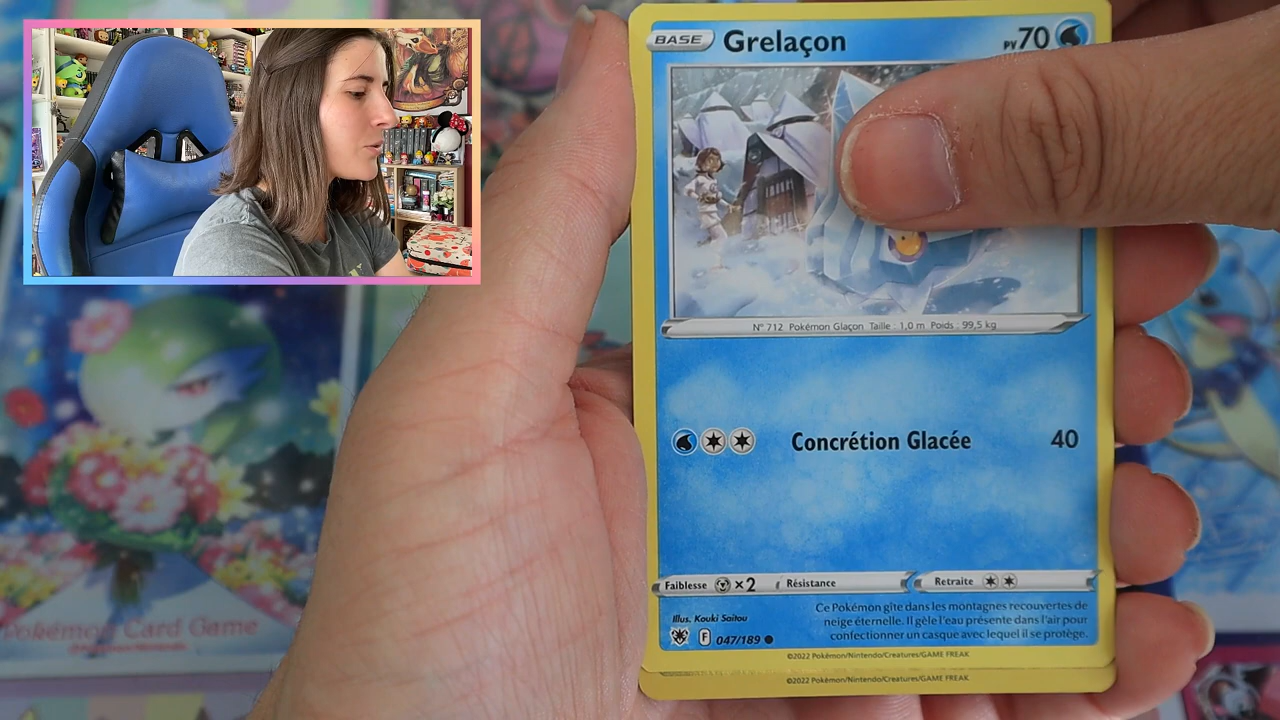 BASE Grelaçon PV70
N° 712 Pokémon Glaçon Taille : 1,0 m Poids : 99,5 kg
Concrétion Glacée 40
Faiblesse ×2 Résistance Retraite
Illus. Kouki Saitou
Ce Pokémon gîte dans les montagnes recouvertes de
neige éternelle. Il gèle l'eau présente dans l'air pour
confectionner un casque avec lequel il se protège.
F 047/189
©2022 Pokémon/Nintendo/Creatures/GAME FREAK
©2022 Pokémon/Nintendo/Creatures/GAME FREAK
Pokémon Card Game